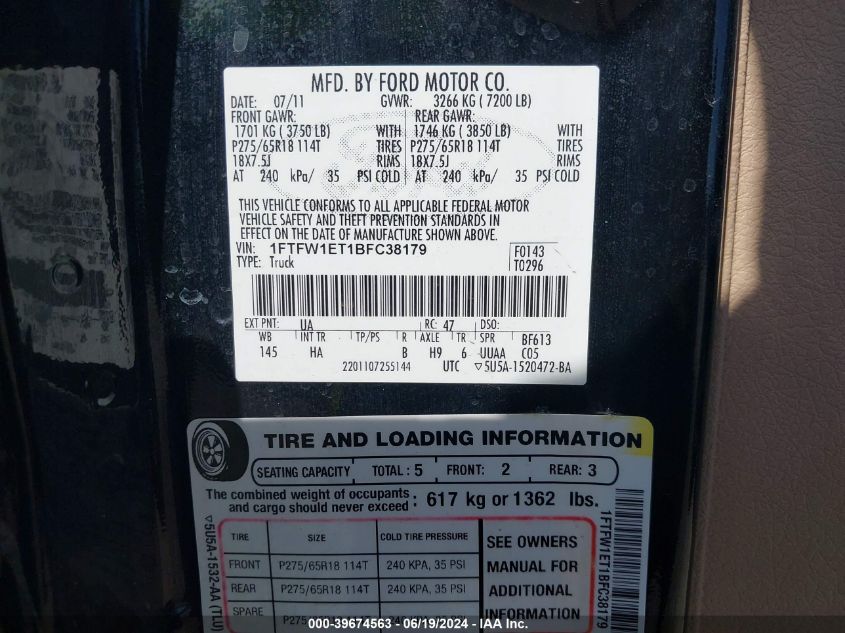 MFD. BY FORD MOTOR CO.
DATE: 07/11 GVWR: 3266 KG ( 7200 LB)
FRONT GAWR: REAR GAWR:
1701 KG ( 3750 LB) WITH 1746 KG ( 3850 LB) WITH
P275/65R18 114T TIRES P275/65R18 114T TIRES
18X7.5J RIMS 18X7.5J RIMS
AT 240 kPa/ 35 PSI COLD AT 240 kPa/ 35 PSI COLD
THIS VEHICLE CONFORMS TO ALL APPLICABLE FEDERAL MOTOR
VEHICLE SAFETY AND THEFT PREVENTION STANDARDS IN
EFFECT ON THE DATE OF MANUFACTURE SHOWN ABOVE.
VIN: 1FTFW1ET1BFC38179 F0143
TYPE: Truck T0296
EXT PNT: UA RC: 47 DSO:
WB INT TR TP/PS R AXLE TR SPR BF613
145 HA B H9 6 UUAA C05
2201107255144 UTC ▽5U5A-1520472-BA
TIRE AND LOADING INFORMATION
SEATING CAPACITY TOTAL: 5 FRONT: 2 REAR: 3
The combined weight of occupants
and cargo should never exceed: 617 kg or 1362 lbs.
TIRE SIZE COLD TIRE PRESSURE
FRONT P275/65R18 114T 240 KPA, 35 PSI
REAR P275/65R18 114T 240 KPA, 35 PSI
SPARE
SEE OWNERS
MANUAL FOR
ADDITIONAL
INFORMATION
▽5U5A-1532-AA (TLU)
1FTFW1ET1BFC38179
000-39674563 - 06/19/2024 - IAA Inc.